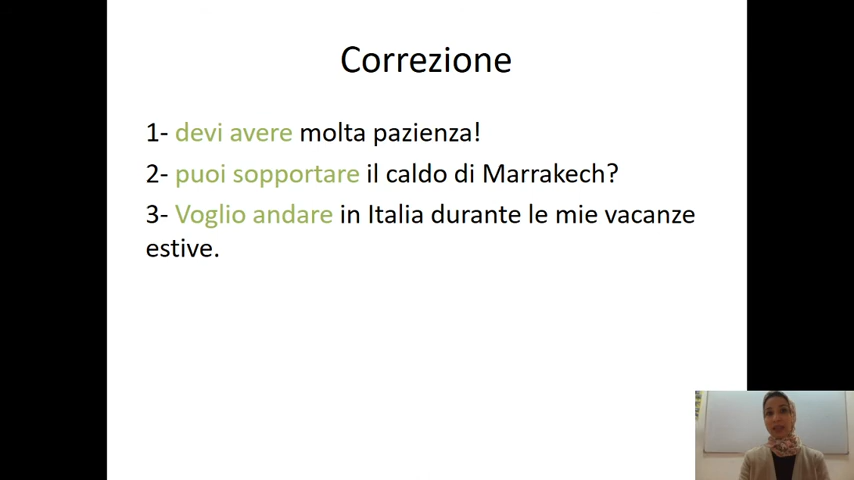 Correzione
1- devi avere molta pazienza!
2- puoi sopportare il caldo di Marrakech?
3- Voglio andare in Italia durante le mie vacanze
estive.